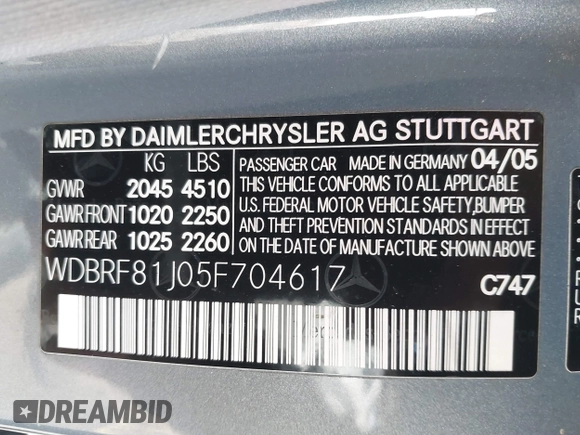 MFD BY DAIMLERCHRYSLER AG STUTTGART
KG LBS
GVWR 2045 4510
GAWR FRONT 1020 2250
GAWR REAR 1025 2260
PASSENGER CAR MADE IN GERMANY 04/05
THIS VEHICLE CONFORMS TO ALL APPLICABLE
U.S. FEDERAL MOTOR VEHICLE SAFETY, BUMPER
AND THEFT PREVENTION STANDARDS IN EFFECT
ON THE DATE OF MANUFACTURE SHOWN ABOVE.
WDBRF81J05F704617
C747
DREAMBID